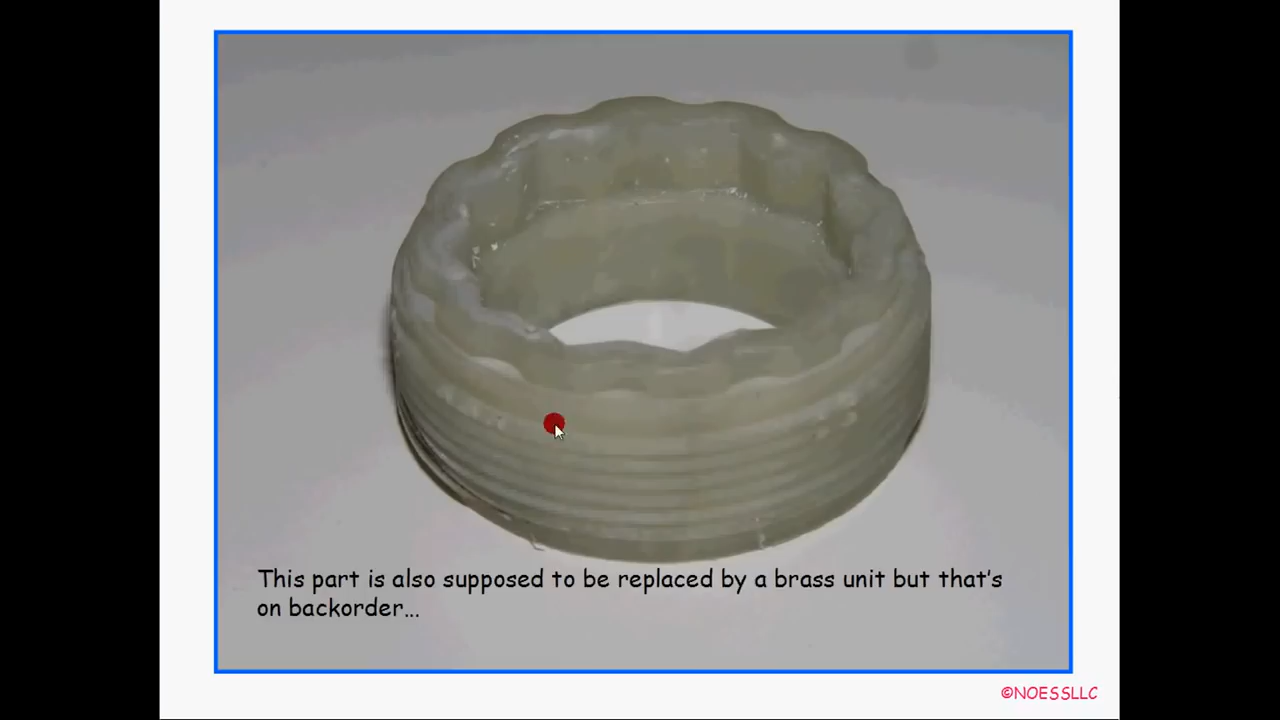 This part is also supposed to be replaced by a brass unit but that's
on backorder...
©NOESSLLC